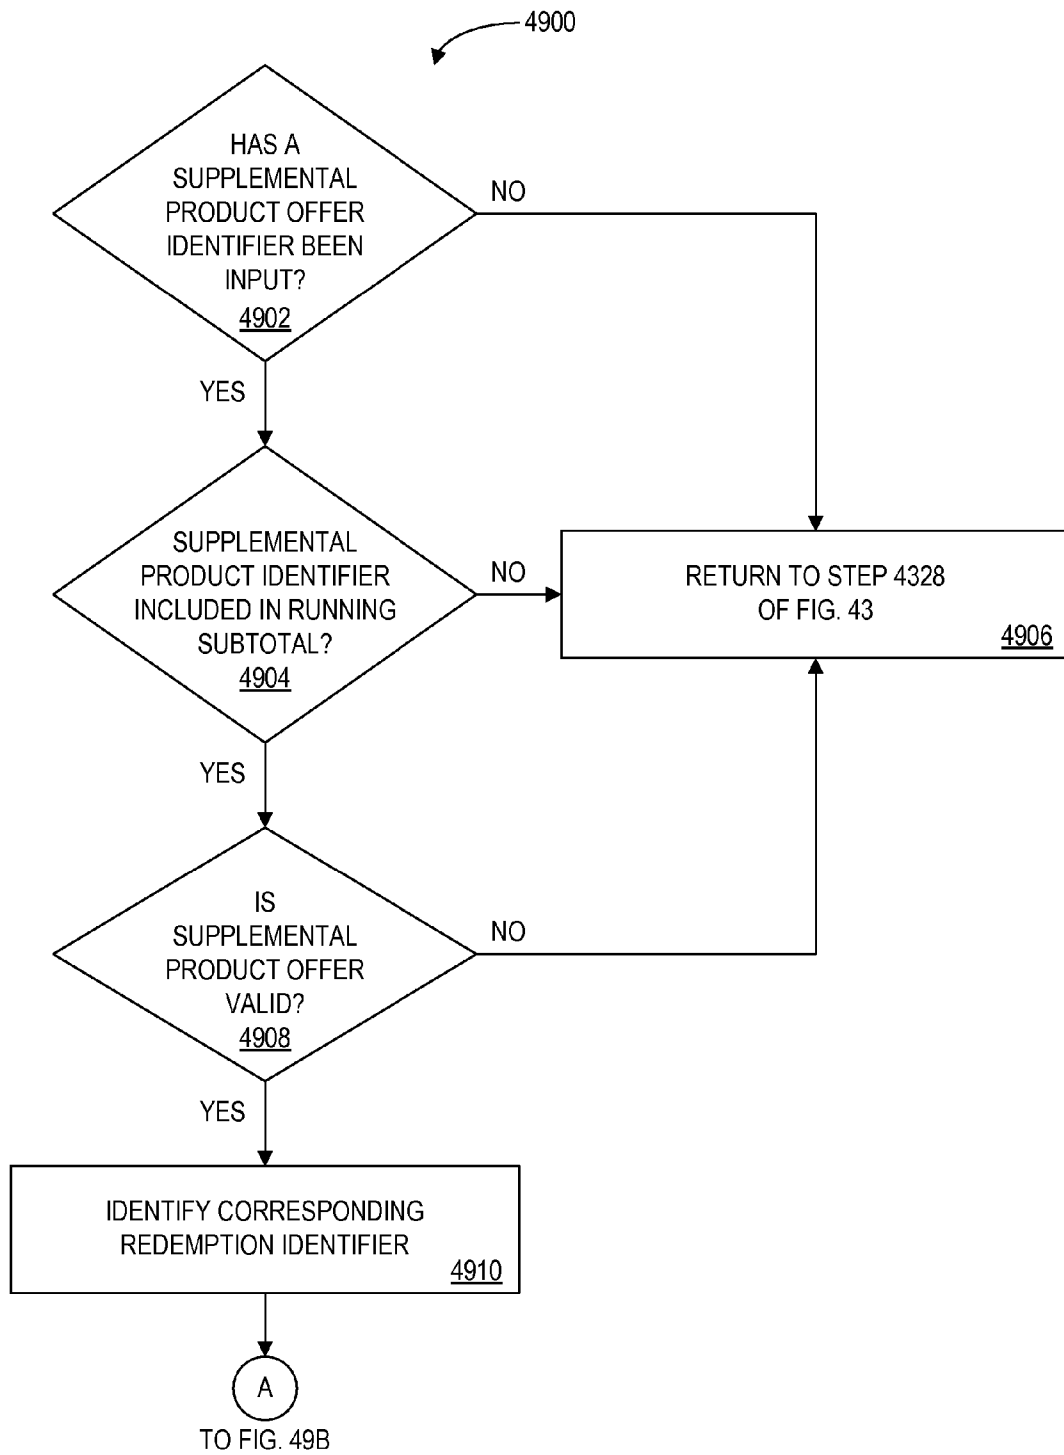 4900
HAS A
SUPPLEMENTAL
PRODUCT OFFER
IDENTIFIER BEEN
INPUT?
4902
NO
YES
SUPPLEMENTAL
PRODUCT IDENTIFIER
INCLUDED IN RUNNING
SUBTOTAL?
4904
NO
RETURN TO STEP 4328
OF FIG. 43
4906
YES
IS
SUPPLEMENTAL
PRODUCT OFFER
VALID?
4908
NO
YES
IDENTIFY CORRESPONDING
REDEMPTION IDENTIFIER
4910
A
TO FIG. 49B